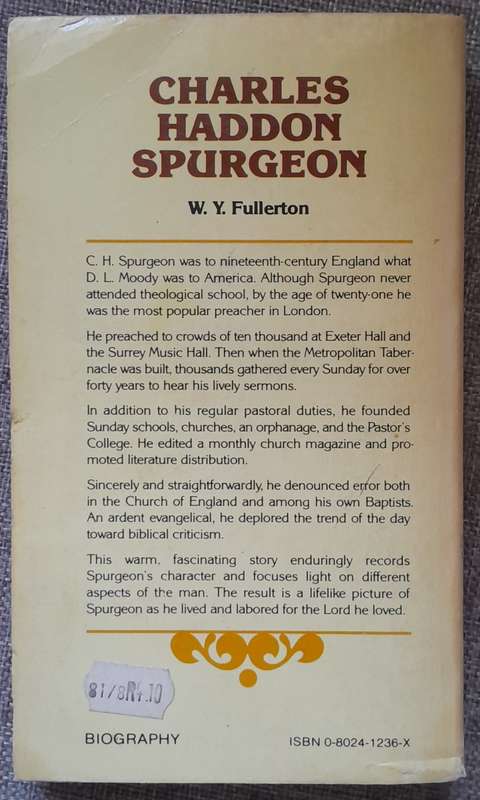 CHARLES
HADDON
SPURGEON
W. Y. Fullerton
C. H. Spurgeon was to nineteenth-century England what
D. L. Moody was to America. Although Spurgeon never
attended theological school, by the age of twenty-one he
was the most popular preacher in London.
He preached to crowds of ten thousand at Exeter Hall and
the Surrey Music Hall. Then when the Metropolitan Taber-
nacle was built, thousands gathered every Sunday for over
forty years to hear his lively sermons.
In addition to his regular pastoral duties, he founded
Sunday schools, churches, an orphanage, and the Pastor's
College. He edited a monthly church magazine and pro-
moted literature distribution.
Sincerely and straightforwardly, he denounced error both
in the Church of England and among his own Baptists.
An ardent evangelical, he deplored the trend of the day
toward biblical criticism.
This warm, fascinating story enduringly records
Spurgeon's character and focuses light on different
aspects of the man. The result is a lifelike picture of
Spurgeon as he lived and labored for the Lord he loved.
81/8R4.10
BIOGRAPHY
ISBN 0-8024-1236-X